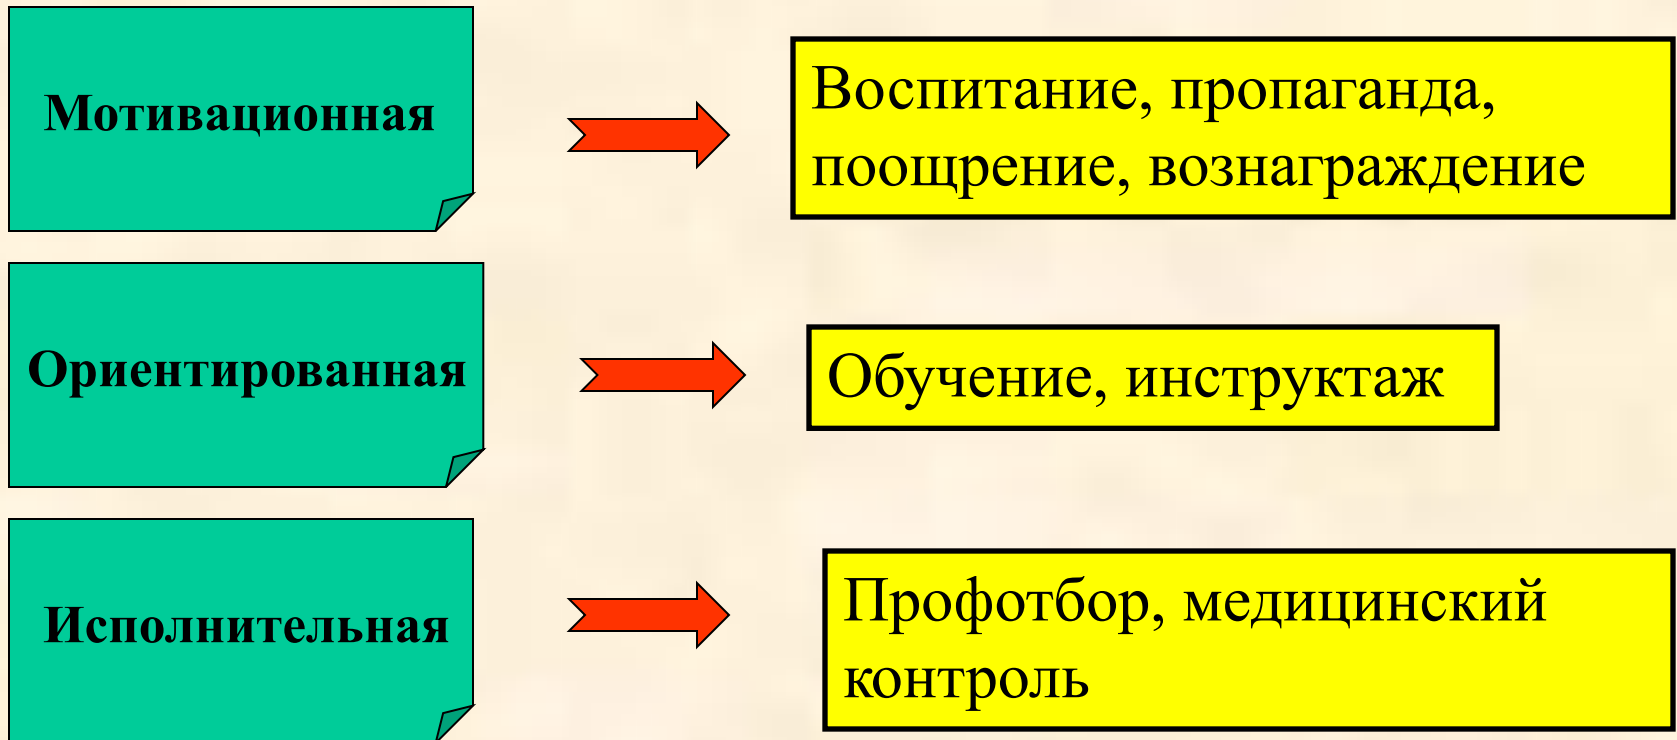 Мотивационная
Воспитание, пропаганда,
поощрение, вознаграждение
Ориентированная
Обучение, инструктаж
Исполнительная
Профотбор, медицинский
контроль